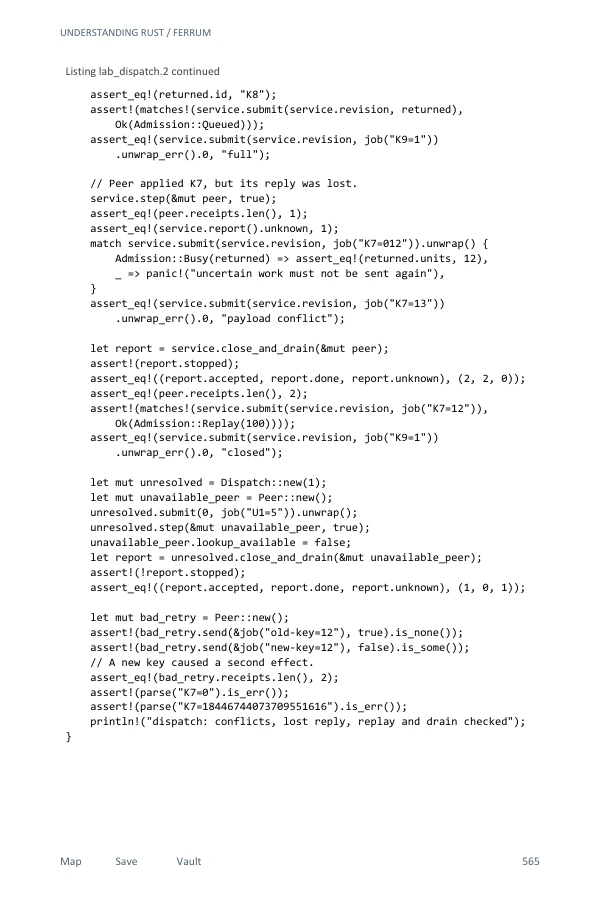 UNDERSTANDING RUST / FERRUM
Listing lab_dispatch.2 continued
    assert_eq!(returned.id, "K8");
    assert!(matches!(service.submit(service.revision, returned),
        Ok(Admission::Queued)));
    assert_eq!(service.submit(service.revision, job("K9=1"))
        .unwrap_err().0, "full");

    // Peer applied K7, but its reply was lost.
    service.step(&mut peer, true);
    assert_eq!(peer.receipts.len(), 1);
    assert_eq!(service.report().unknown, 1);
    match service.submit(service.revision, job("K7=012")).unwrap() {
        Admission::Busy(returned) => assert_eq!(returned.units, 12),
        _ => panic!("uncertain work must not be sent again"),
    }
    assert_eq!(service.submit(service.revision, job("K7=13"))
        .unwrap_err().0, "payload conflict");

    let report = service.close_and_drain(&mut peer);
    assert!(report.stopped);
    assert_eq!((report.accepted, report.done, report.unknown), (2, 2, 0));
    assert_eq!(peer.receipts.len(), 2);
    assert!(matches!(service.submit(service.revision, job("K7=12")),
        Ok(Admission::Replay(100))));
    assert_eq!(service.submit(service.revision, job("K9=1"))
        .unwrap_err().0, "closed");

    let mut unresolved = Dispatch::new(1);
    let mut unavailable_peer = Peer::new();
    unresolved.submit(0, job("U1=5")).unwrap();
    unresolved.step(&mut unavailable_peer, true);
    unavailable_peer.lookup_available = false;
    let report = unresolved.close_and_drain(&mut unavailable_peer);
    assert!(!report.stopped);
    assert_eq!((report.accepted, report.done, report.unknown), (1, 0, 1));

    let mut bad_retry = Peer::new();
    assert!(bad_retry.send(&job("old-key=12"), true).is_none());
    assert!(bad_retry.send(&job("new-key=12"), false).is_some());
    // A new key caused a second effect.
    assert_eq!(bad_retry.receipts.len(), 2);
    assert!(parse("K7=0").is_err());
    assert!(parse("K7=18446744073709551616").is_err());
    println!("dispatch: conflicts, lost reply, replay and drain checked");
}
Map Save Vault 565